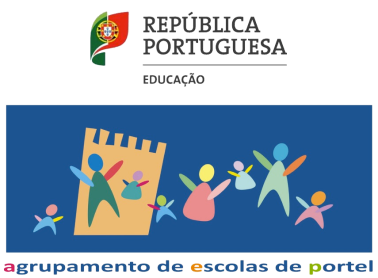 REPÚBLICA
PORTUGUESA
EDUCAÇÃO
agrupamento de escolas de portel